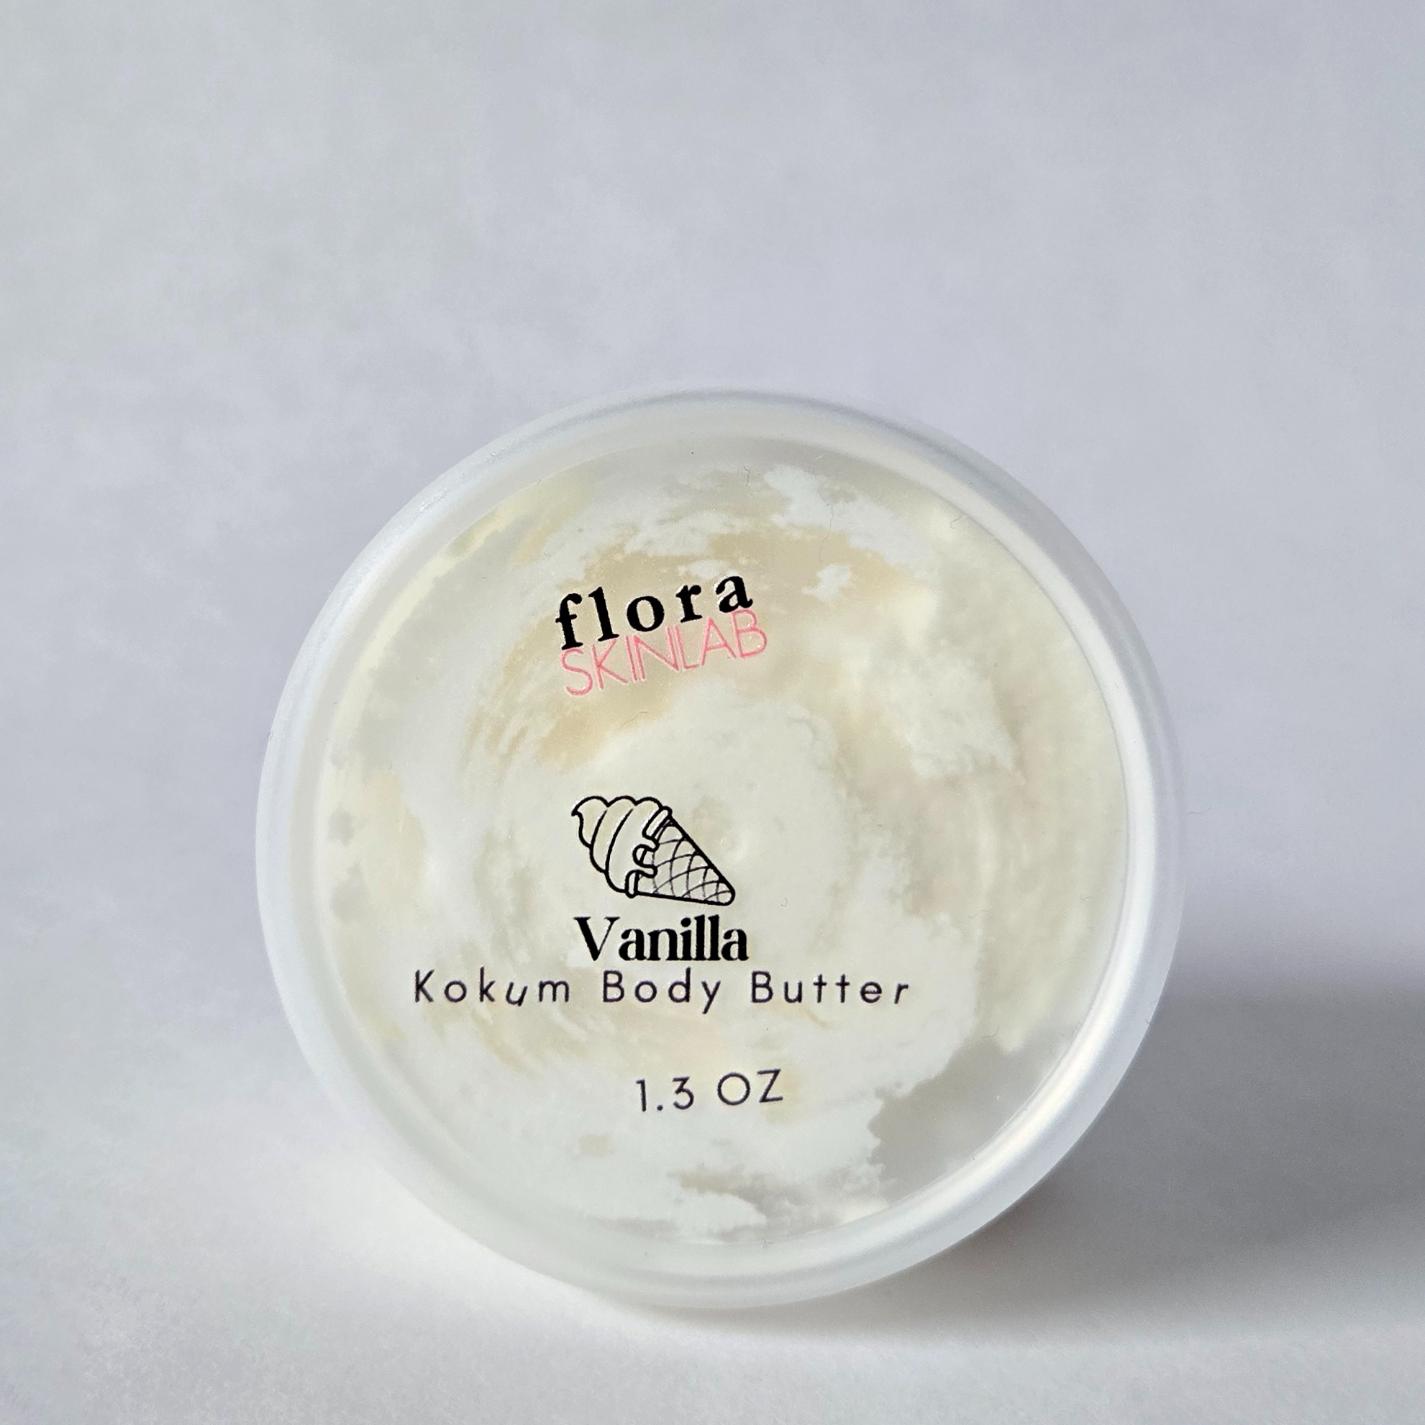 flora
SKINLAB
Vanilla
Kokum Body Butter
1.3 OZ